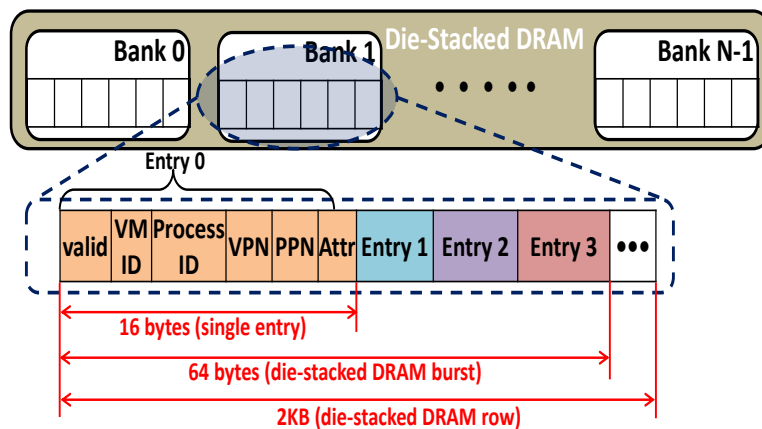 Die-Stacked DRAM
Bank 0
Bank 1
Bank N-1
Entry 0
valid
VM ID
Process ID
VPN
PPN
Attr
Entry 1
Entry 2
Entry 3
16 bytes (single entry)
64 bytes (die-stacked DRAM burst)
2KB (die-stacked DRAM row)